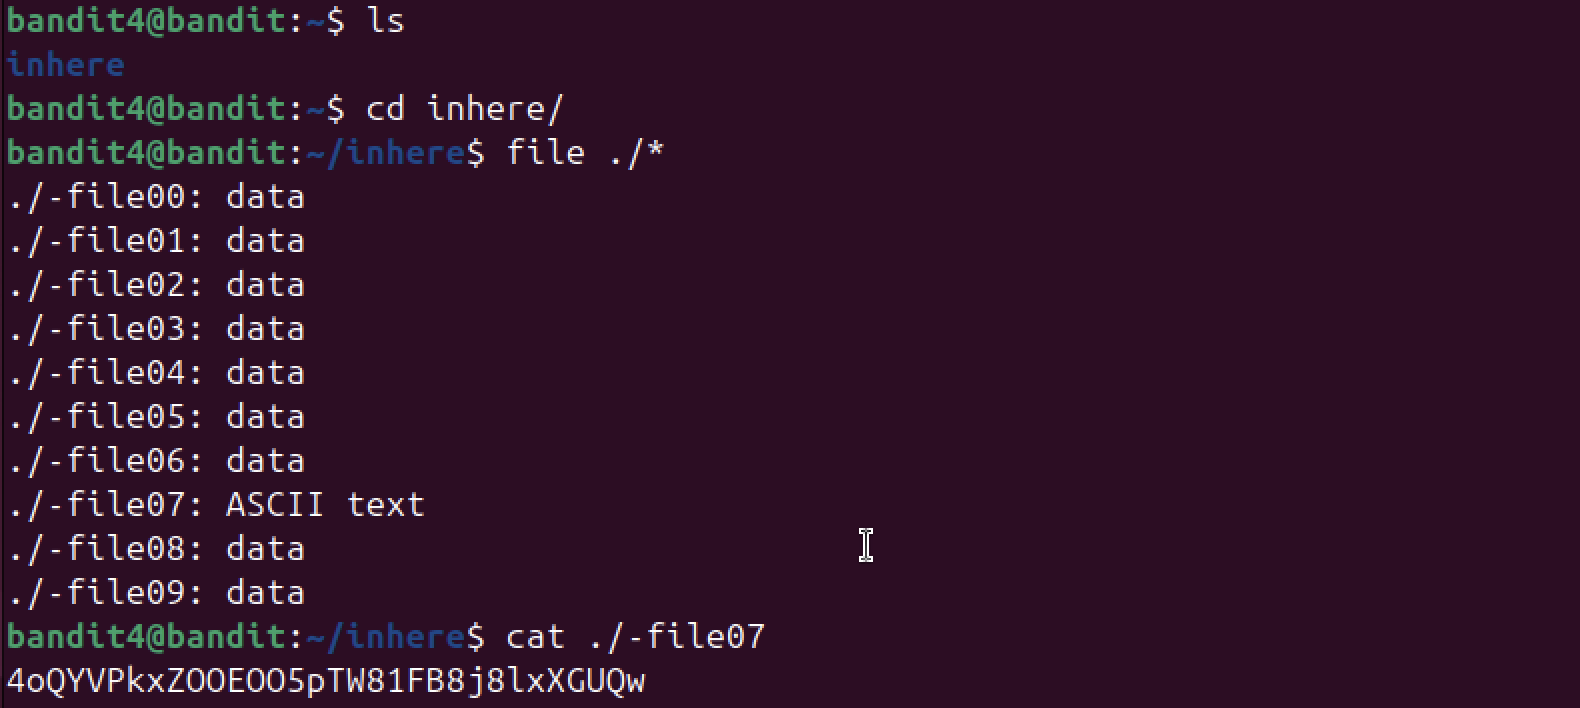 bandit4@bandit:~$ ls
inhere
bandit4@bandit:~$ cd inhere/
bandit4@bandit:~/inhere$ file ./*
./-file00: data
./-file01: data
./-file02: data
./-file03: data
./-file04: data
./-file05: data
./-file06: data
./-file07: ASCII text
./-file08: data
./-file09: data
bandit4@bandit:~/inhere$ cat ./-file07
4oQYVPkxZOOEOO5pTW81FB8j8lxXGUQw